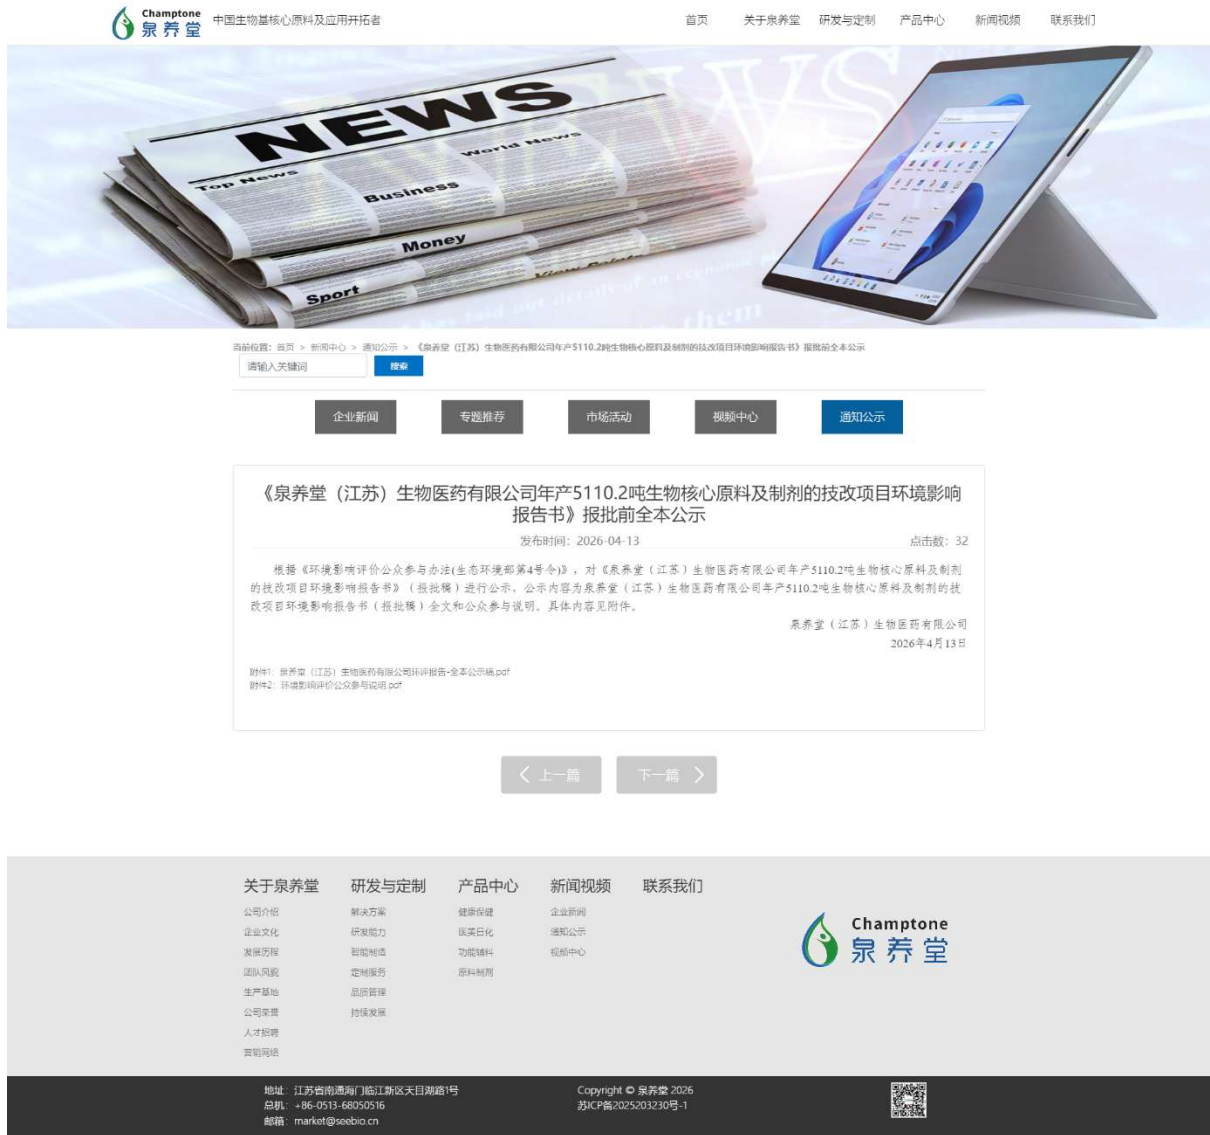 Champtone
泉养堂
中国生物基核心原料及应用开拓者
首页 关于泉养堂 研发与定制 产品中心 新闻视频 联系我们
NEWS
Top News
World News
Business
Money
View Points
Sport
当前位置：首页 > 新闻中心 > 通知公示 > 《泉养堂（江苏）生物医药有限公司年产5110.2吨生物核心原料及制剂的技改项目环境影响报告书》报批前全本公示
请输入关键词 搜索
企业新闻 专题推荐 市场活动 视频中心 通知公示
《泉养堂（江苏）生物医药有限公司年产5110.2吨生物核心原料及制剂的技改项目环境影响
报告书》报批前全本公示
发布时间：2026-04-13 点击数：32
根据《环境影响评价公众参与办法(生态环境部第4号令)》，对《泉养堂（江苏）生物医药有限公司年产5110.2吨生物核心原料及制剂
的技改项目环境影响报告书》（报批稿）进行公示，公示内容为泉养堂（江苏）生物医药有限公司年产5110.2吨生物核心原料及制剂的技
改项目环境影响报告书（报批稿）全文和公众参与说明。具体内容见附件。
泉养堂（江苏）生物医药有限公司
2026年4月13日
附件1：泉养堂（江苏）生物医药有限公司环评报告-全本公示稿.pdf
附件2：环境影响评价公众参与说明.pdf
上一篇 下一篇
关于泉养堂 研发与定制 产品中心 新闻视频 联系我们
公司介绍 解决方案 健康保健 企业新闻
企业文化 研发能力 医美日化 通知公示
发展历程 智能制造 功能辅料 视频中心
团队风貌 定制服务 原料制剂
生产基地 品质管理
公司荣誉 持续发展
人才招聘
营销网络
Champtone
泉养堂
地址：江苏省南通海门临江新区天目湖路1号 Copyright © 泉养堂 2026
总机：+86-0513-68050516 苏ICP备2025203230号-1
邮箱：market@seebio.cn